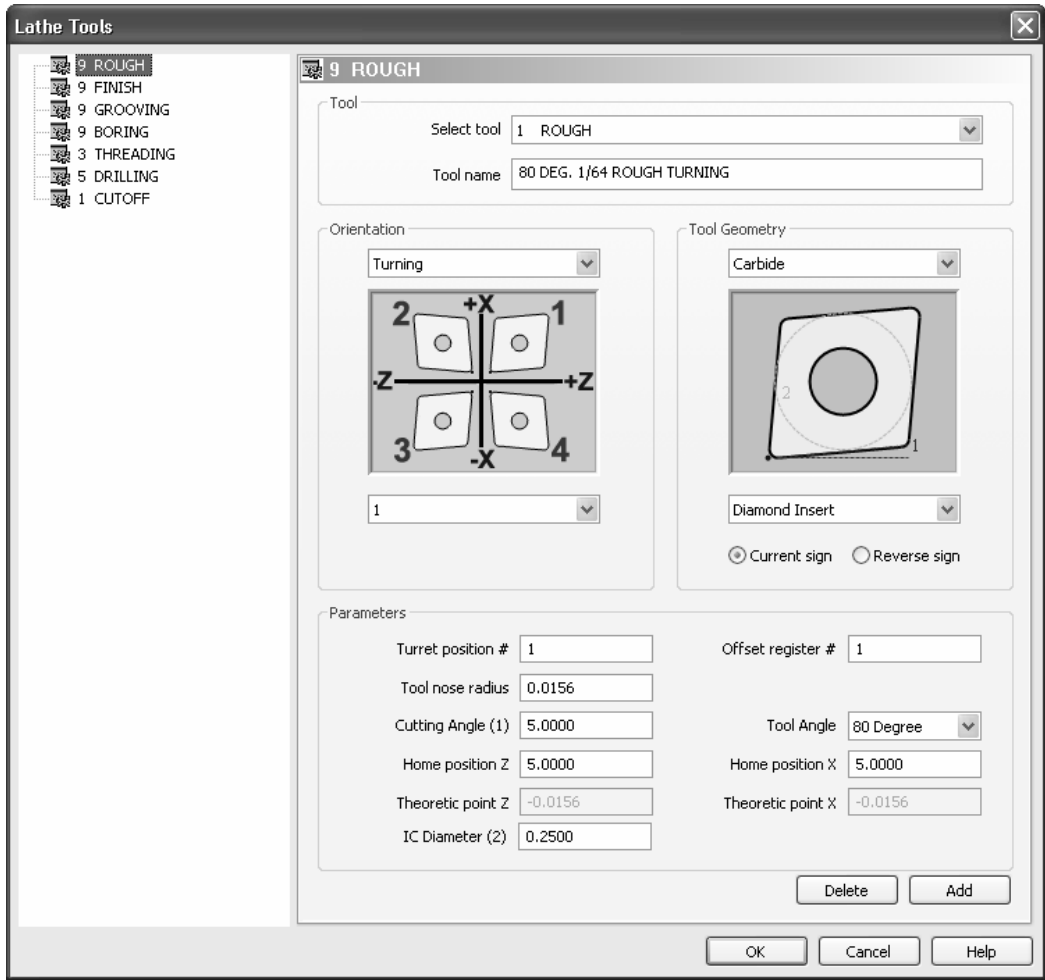 Lathe Tools
9 ROUGH
9 FINISH
9 GROOVING
9 BORING
3 THREADING
5 DRILLING
1 CUTOFF
9 ROUGH
Tool
Select tool 1 ROUGH
Tool name 80 DEG. 1/64 ROUGH TURNING
Orientation
Turning
2 +X 1
-Z +Z
3 -X 4
1
Tool Geometry
Carbide
2
1
Diamond Insert
Current sign Reverse sign
Parameters
Turret position # 1 Offset register # 1
Tool nose radius 0.0156
Cutting Angle (1) 5.0000 Tool Angle 80 Degree
Home position Z 5.0000 Home position X 5.0000
Theoretic point Z -0.0156 Theoretic point X -0.0156
IC Diameter (2) 0.2500
Delete Add
OK Cancel Help